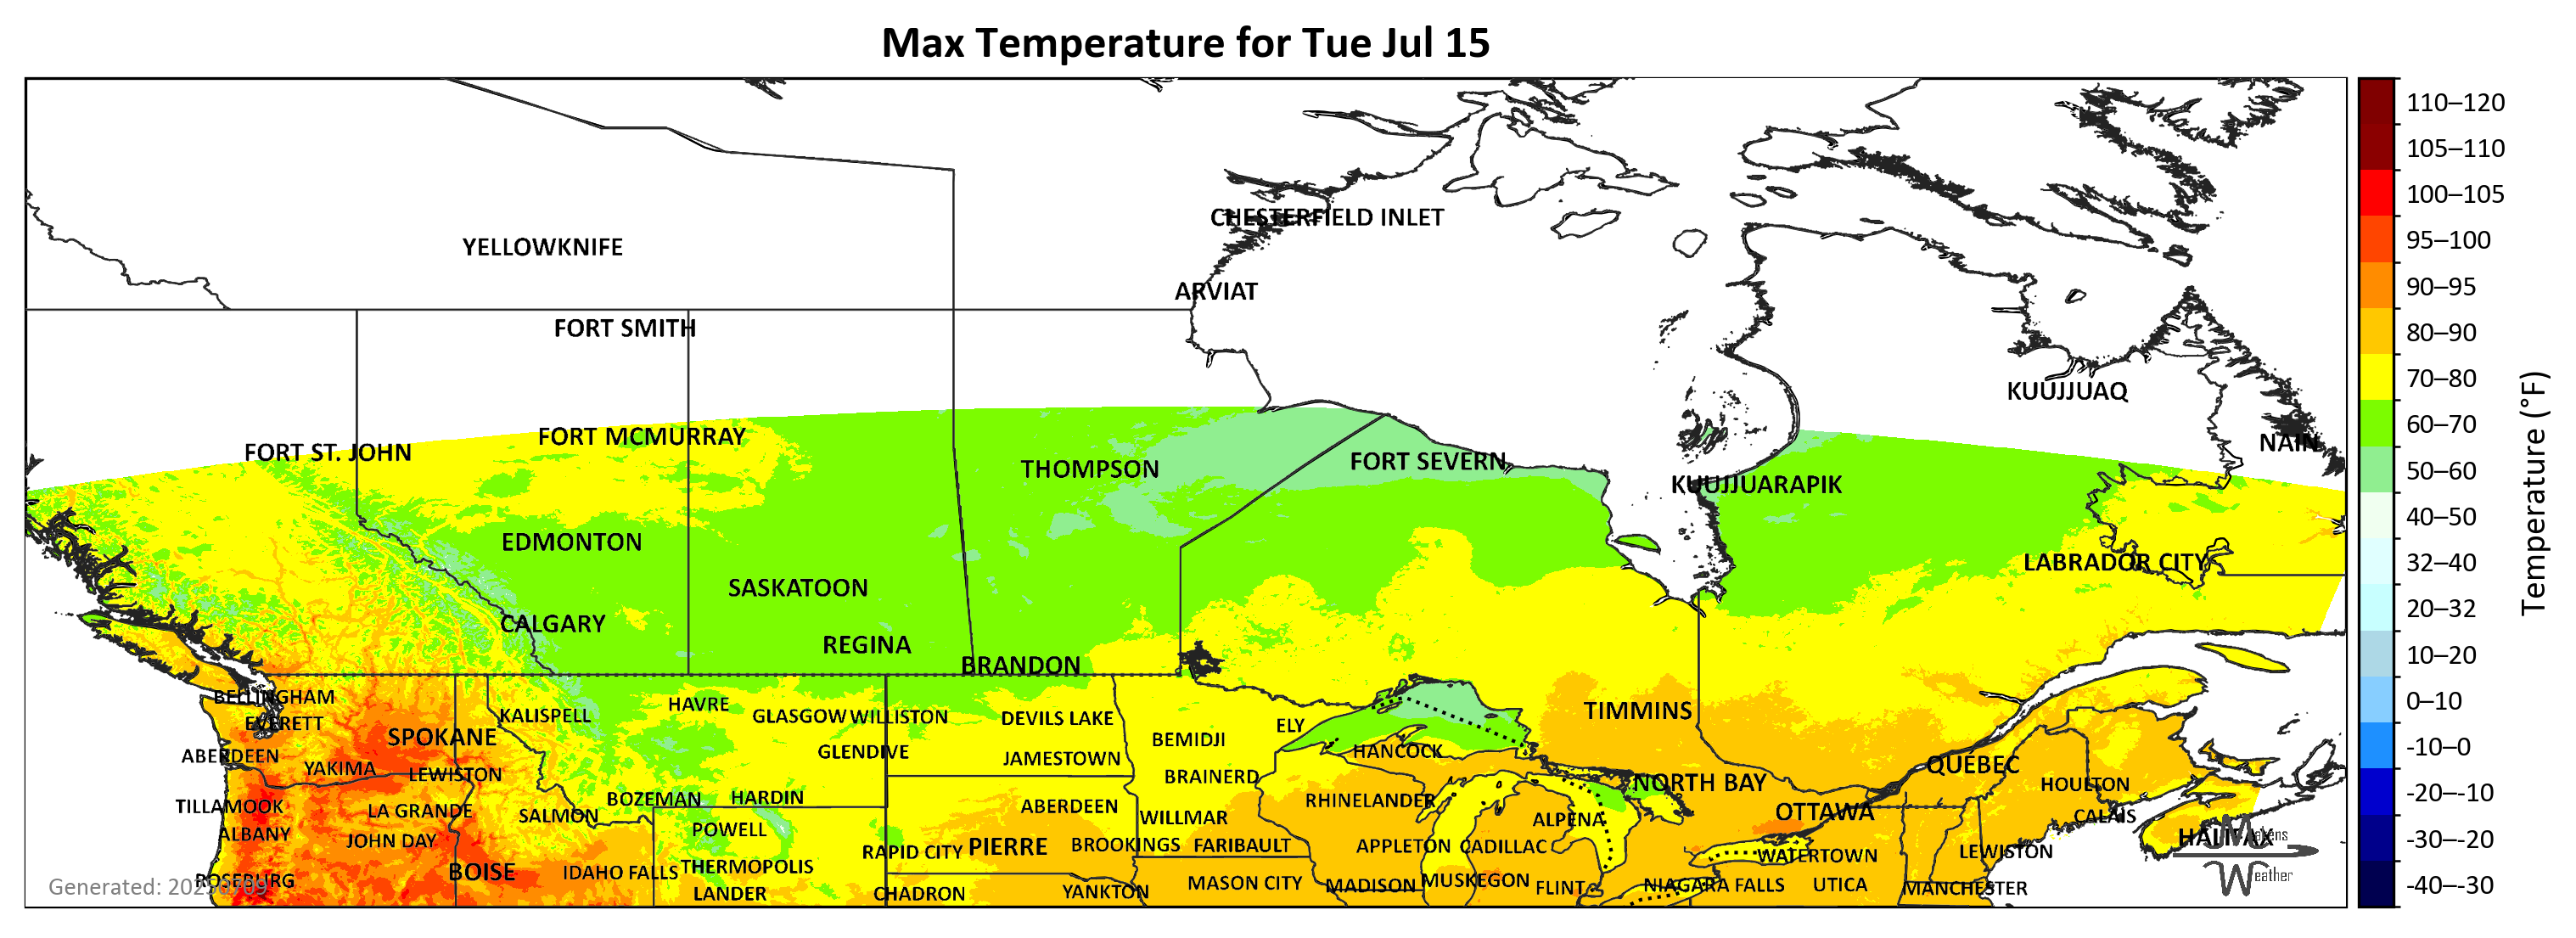 Max Temperature for Tue Jul 15
110–120
105–110
CHESTERFIELD INLET
100–105
YELLOWKNIFE
95–100
ARVIAT
90–95
FORT SMITH
80–90
KUUJJUAQ
70–80
FORT MCMURRAY
60–70
FORT ST. JOHN
NAIN
THOMPSON
FORT SEVERN
50–60
KUUJJUARAPIK
Temperature (°F)
40–50
EDMONTON
LABRADOR CITY
32–40
SASKATOON
20–32
CALGARY
REGINA
10–20
BRANDON
BELLINGHAM
HAVRE
0–10
KALISPELL
GLASGOW
WILLISTON
DEVILS LAKE
TIMMINS
EVERETT
ELY
SPOKANE
BEMIDJI
-10–0
ABERDEEN
GLENDIVE
JAMESTOWN
HANCOCK
QUÉBEC
YAKIMA
LEWISTON
BRAINERD
NORTH BAY
HOULTON
-20–-10
BOZEMAN
HARDIN
RHINELANDER
TILLAMOOK
LA GRANDE
SALMON
ABERDEEN
WILLMAR
ALPENA
OTTAWA
CALAIS
ALBANY
JOHN DAY
POWELL
HALIFAX
Makens
-30–-20
RAPID CITY
PIERRE
BROOKINGS
FARIBAULT
APPLETON
CADILLAC
WATERTOWN
LEWISTON
BOISE
IDAHO FALLS
THERMOPOLIS
Weather
ROSEBURG
MASON CITY
MADISON
MUSKEGON
FLINT
NIAGARA FALLS
UTICA
MANCHESTER
-40–-30
LANDER
CHADRON
YANKTON
Generated: